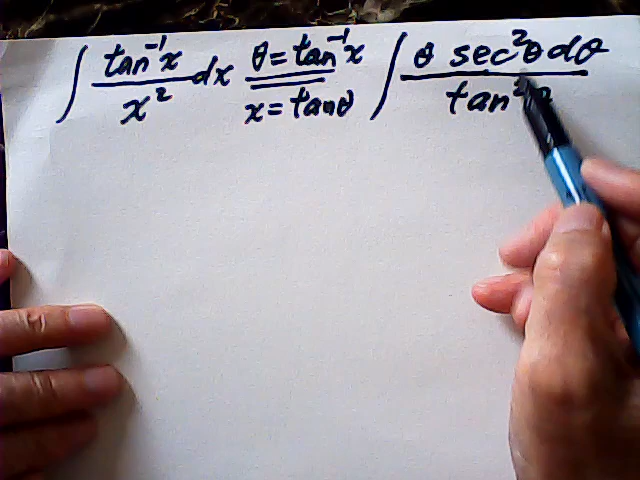 ∫ tan⁻¹x / x² dx  θ = tan⁻¹x  ∫ θ sec²θ dθ / tan²θ
x = tanθ